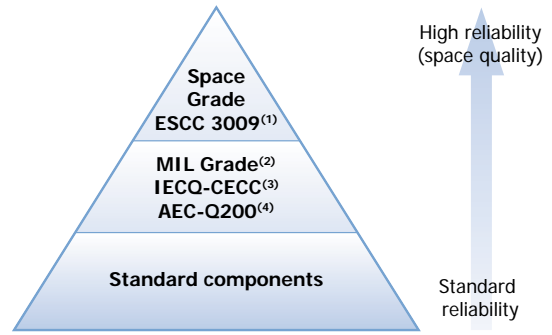 Space
Grade
ESCC 3009(1)
MIL Grade(2)
IECQ-CECC(3)
AEC-Q200(4)
Standard components
High reliability
(space quality)
Standard
reliability